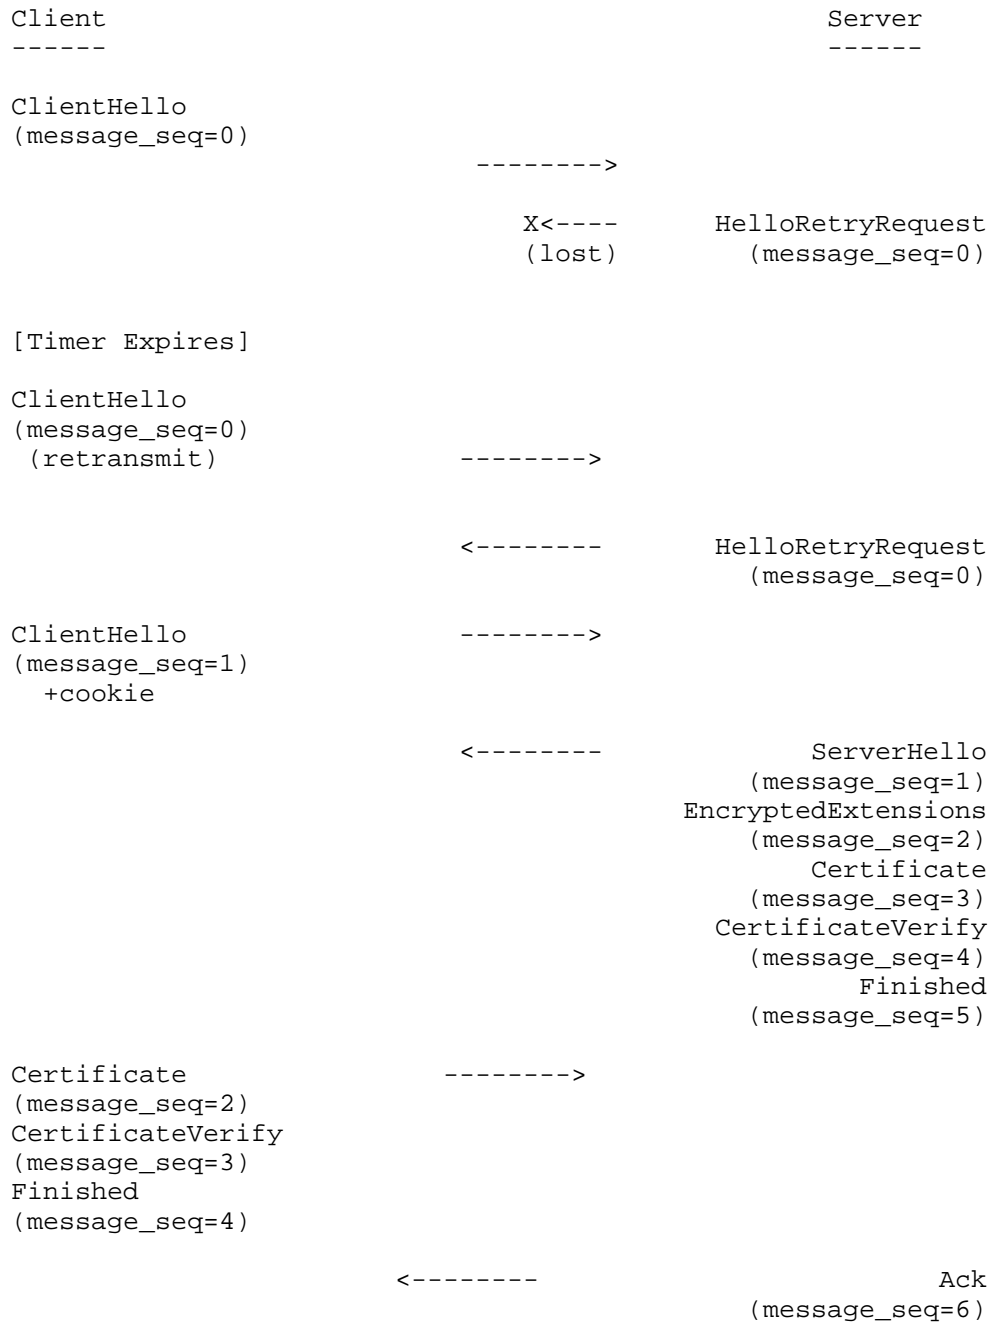 Client                                             Server
------                                             ------
ClientHello
(message_seq=0)
                             -------->
                                X<----      HelloRetryRequest
                                (lost)        (message_seq=0)
[Timer Expires]
ClientHello
(message_seq=0)
 (retransmit)               -------->
                            <--------       HelloRetryRequest
                                              (message_seq=0)
ClientHello                 -------->
(message_seq=1)
  +cookie
                            <--------             ServerHello
                                              (message_seq=1)
                                          EncryptedExtensions
                                              (message_seq=2)
                                                  Certificate
                                              (message_seq=3)
                                            CertificateVerify
                                              (message_seq=4)
                                                     Finished
                                              (message_seq=5)
Certificate                -------->
(message_seq=2)
CertificateVerify
(message_seq=3)
Finished
(message_seq=4)
                        <--------                         Ack
                                              (message_seq=6)